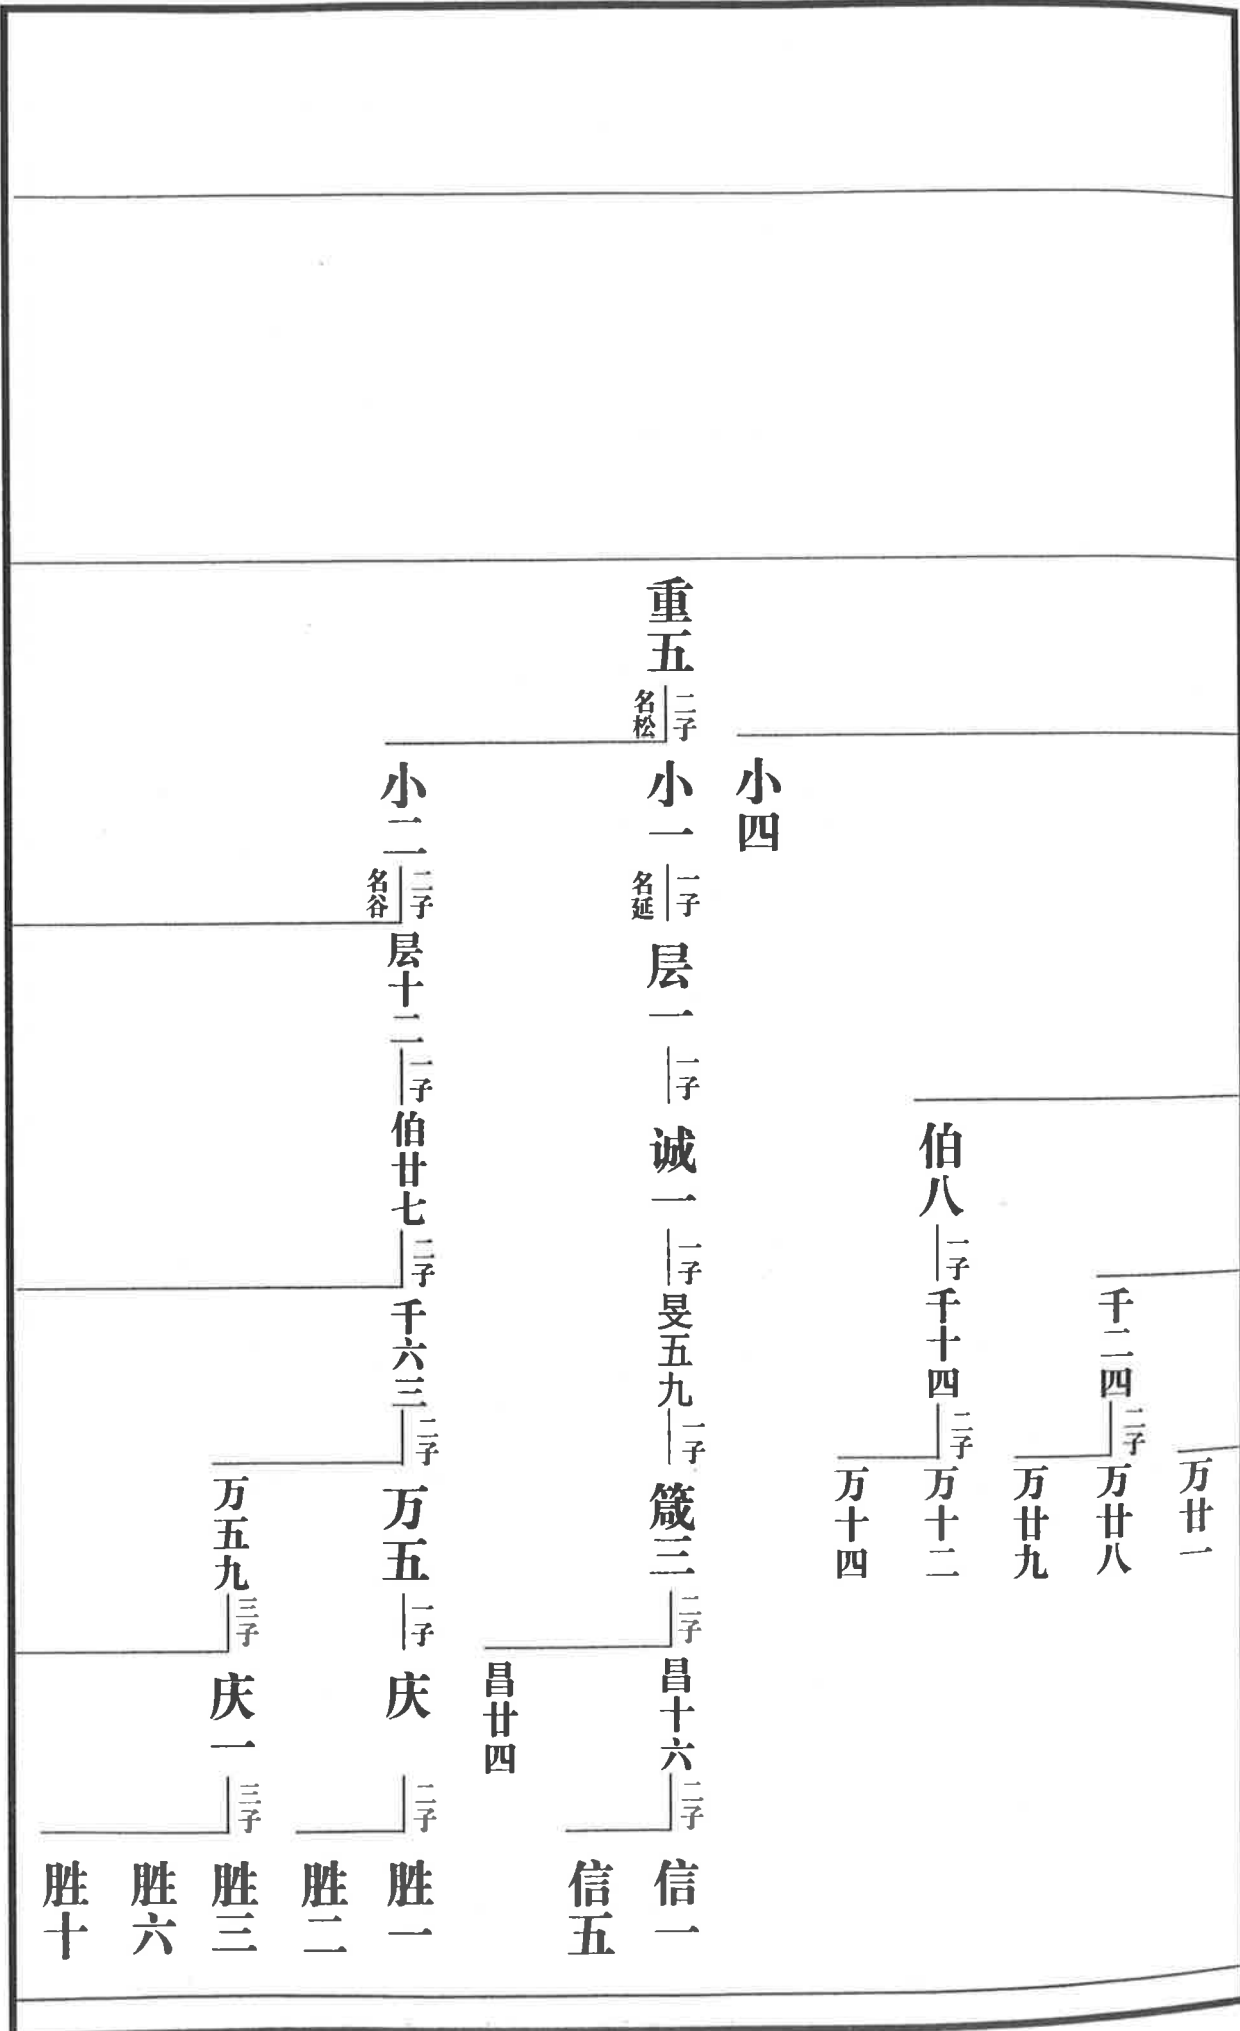 万廿一
千二四
二子
万廿八
万廿九
伯八
一子
千十四
二子
万十二
万十四
小四
重五
二子
名松
小一
一子
名延
层一
一子
诚一
一子
旻五九
一子
箴三
二子
昌十六
二子
信一
信五
昌廿四
小二
二子
名谷
层十二
一子
伯廿七
二子
千六三
二子
万五
一子
庆
二子
胜一
胜二
万五九
三子
庆一
三子
胜三
胜六
胜十